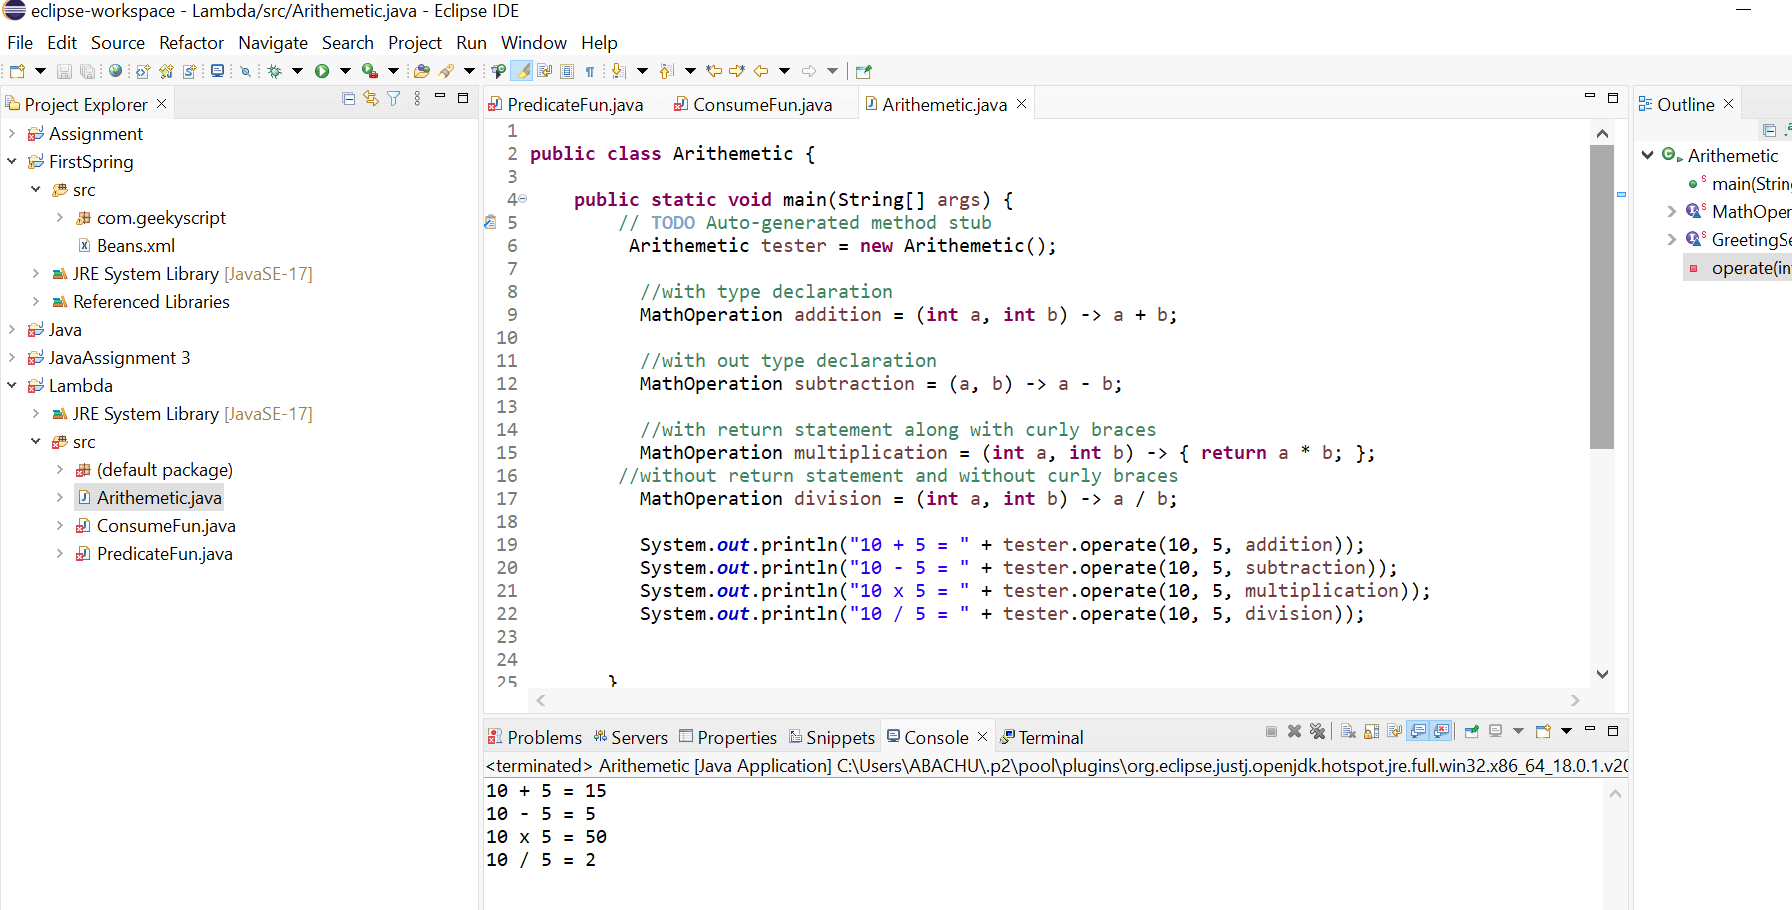 eclipse-workspace - Lambda/src/Arithemetic.java - Eclipse IDE
File Edit Source Refactor Navigate Search Project Run Window Help
Project Explorer
Assignment
FirstSpring
src
com.geekyscript
Beans.xml
JRE System Library [JavaSE-17]
Referenced Libraries
Java
JavaAssignment 3
Lambda
JRE System Library [JavaSE-17]
src
(default package)
Arithemetic.java
ConsumeFun.java
PredicateFun.java
PredicateFun.java ConsumeFun.java Arithemetic.java
1
2 public class Arithemetic {
3
4 public static void main(String[] args) {
5 // TODO Auto-generated method stub
6 Arithemetic tester = new Arithemetic();
7
8 //with type declaration
9 MathOperation addition = (int a, int b) -> a + b;
10
11 //with out type declaration
12 MathOperation subtraction = (a, b) -> a - b;
13
14 //with return statement along with curly braces
15 MathOperation multiplication = (int a, int b) -> { return a * b; };
16 //without return statement and without curly braces
17 MathOperation division = (int a, int b) -> a / b;
18
19 System.out.println("10 + 5 = " + tester.operate(10, 5, addition));
20 System.out.println("10 - 5 = " + tester.operate(10, 5, subtraction));
21 System.out.println("10 x 5 = " + tester.operate(10, 5, multiplication));
22 System.out.println("10 / 5 = " + tester.operate(10, 5, division));
23
24
25 }
Outline
Arithemetic
main(Strin
MathOper
GreetingSe
operate(in
Problems Servers Properties Snippets Console Terminal
<terminated> Arithemetic [Java Application] C:\Users\ABACHU\.p2\pool\plugins\org.eclipse.justj.openjdk.hotspot.jre.full.win32.x86_64_18.0.1.v20
10 + 5 = 15
10 - 5 = 5
10 x 5 = 50
10 / 5 = 2